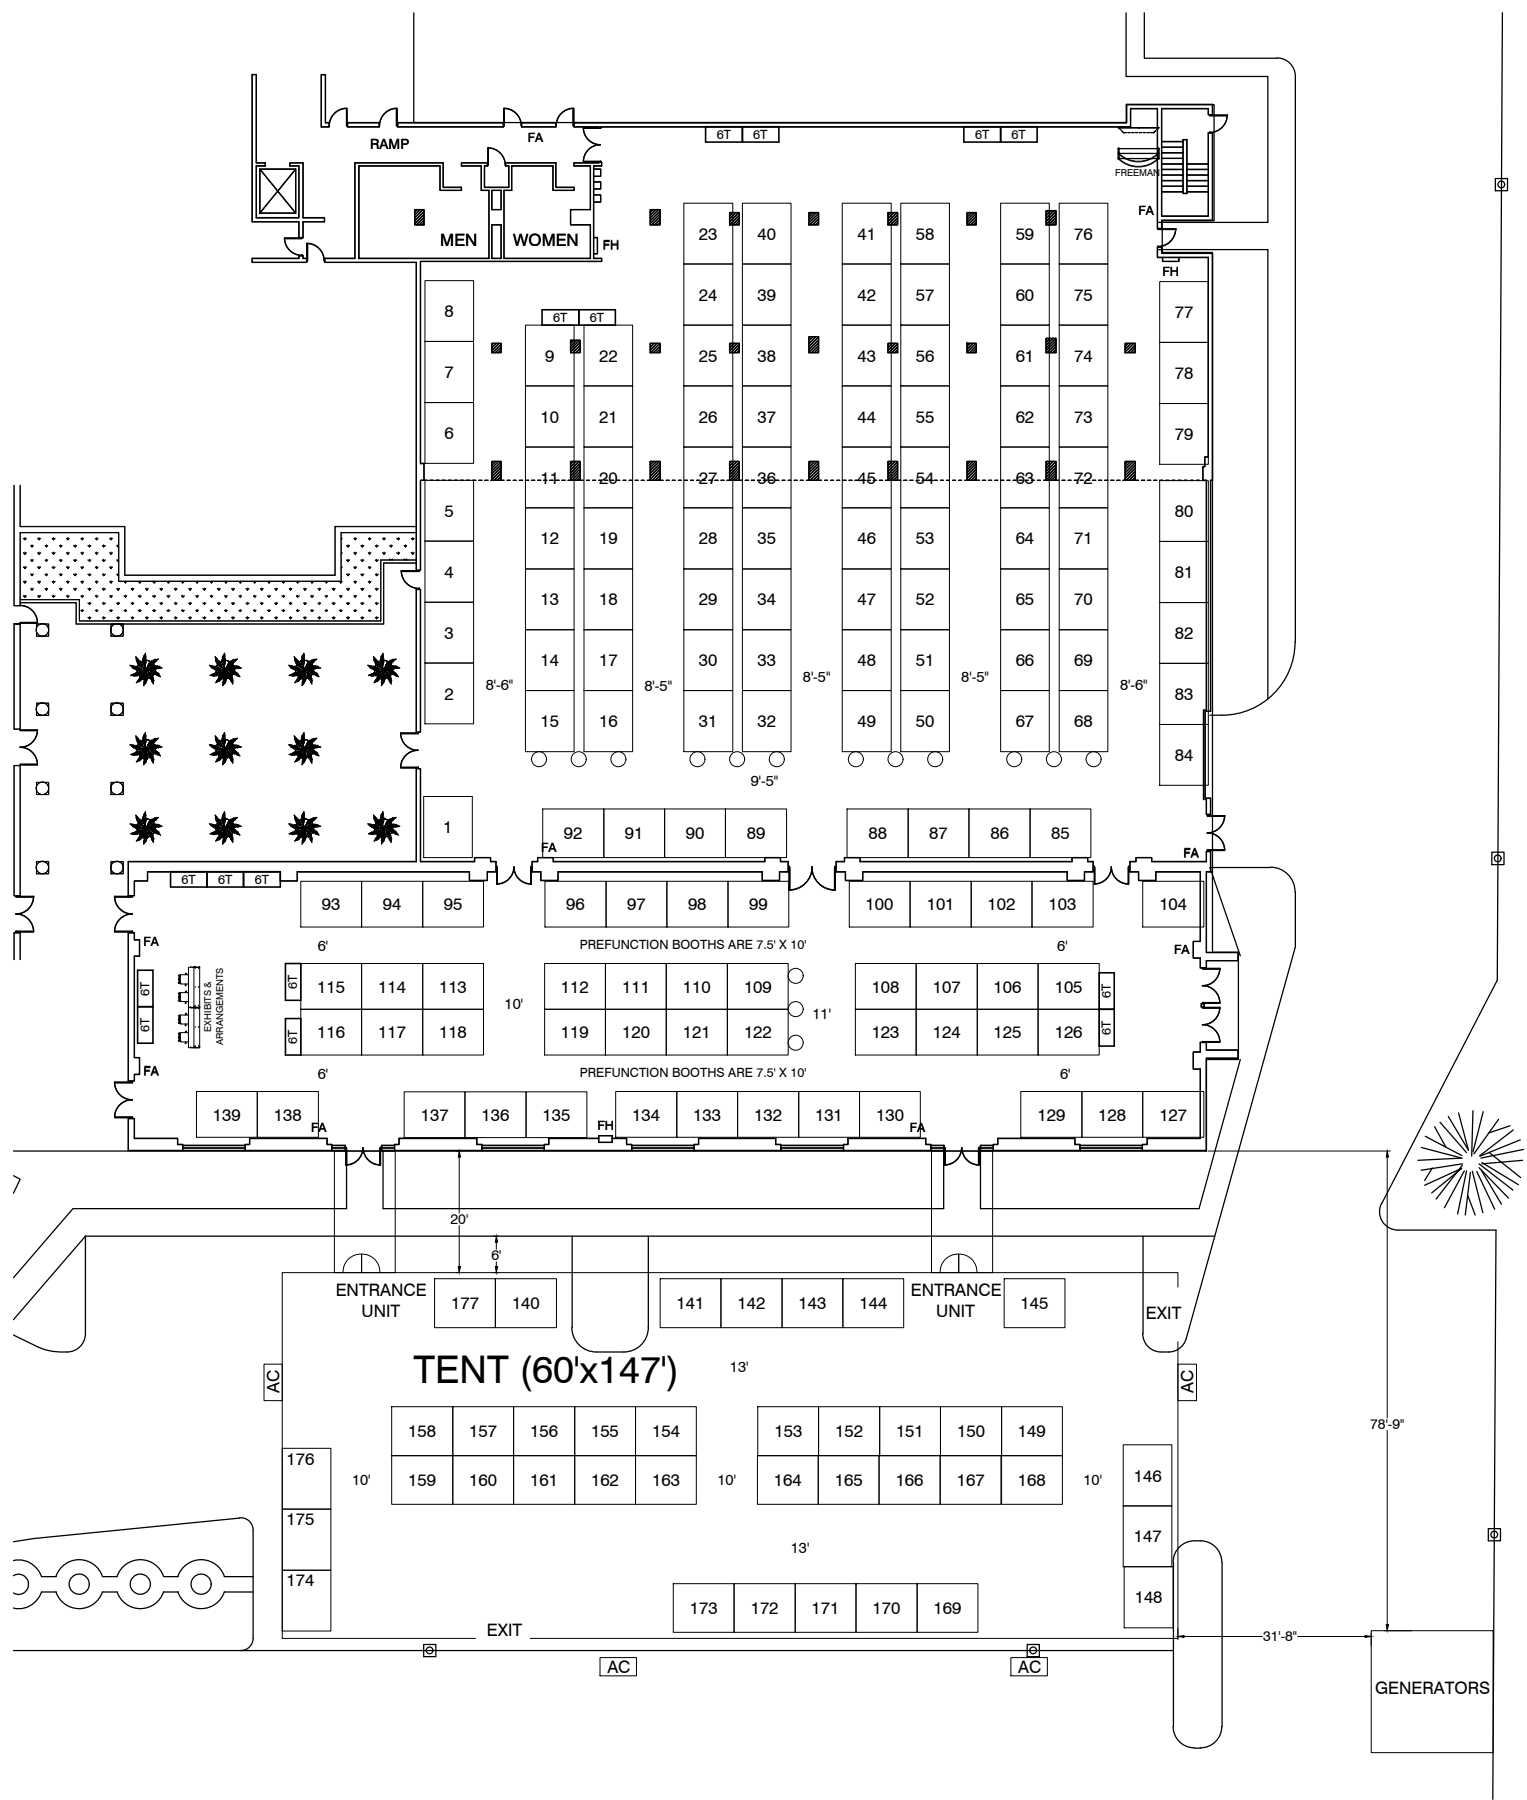 RAMP
FA
6T 6T
6T 6T
FREEMAN
FA
MEN
WOMEN
FH
FH
23 40 41 58 59 76
24 39 42 57 60 75
8
77
6T 6T
9 22 25 38 43 56 61 74
7
78
10 21 26 37 44 55 62 73
6
79
11 20 27 36 45 54 63 72
5
80
12 19 28 35 46 53 64 71
4
81
13 18 29 34 47 52 65 70
3
82
14 17 30 33 48 51 66 69
8'-6" 8'-5" 8'-5" 8'-5" 8'-6"
2
83
15 16 31 32 49 50 67 68
84
9'-5"
1
92 91 90 89 88 87 86 85
FA
FA
6T 6T 6T
93 94 95 96 97 98 99 100 101 102 103 104
FA
6'
PREFUNCTION BOOTHS ARE 7.5' X 10'
6'
FA
6T
6T
EXHIBITS &
ARRANGEMENTS
6T
115 114 113 112 111 110 109 108 107 106 105
6T
10'
11'
6T
116 117 118 119 120 121 122 123 124 125 126
6T
FA
6'
PREFUNCTION BOOTHS ARE 7.5' X 10'
6'
139 138 137 136 135 134 133 132 131 130 129 128 127
FA
FH
FA
20'
6'
ENTRANCE
UNIT
177 140 141 142 143 144
ENTRANCE
UNIT
145
EXIT
TENT (60'x147')
13'
AC
AC
158 157 156 155 154 153 152 151 150 149
78'-9"
176
10'
159 160 161 162 163
10'
164 165 166 167 168
10'
146
175
147
13'
174
148
173 172 171 170 169
EXIT
31'-8"
AC
AC
GENERATORS